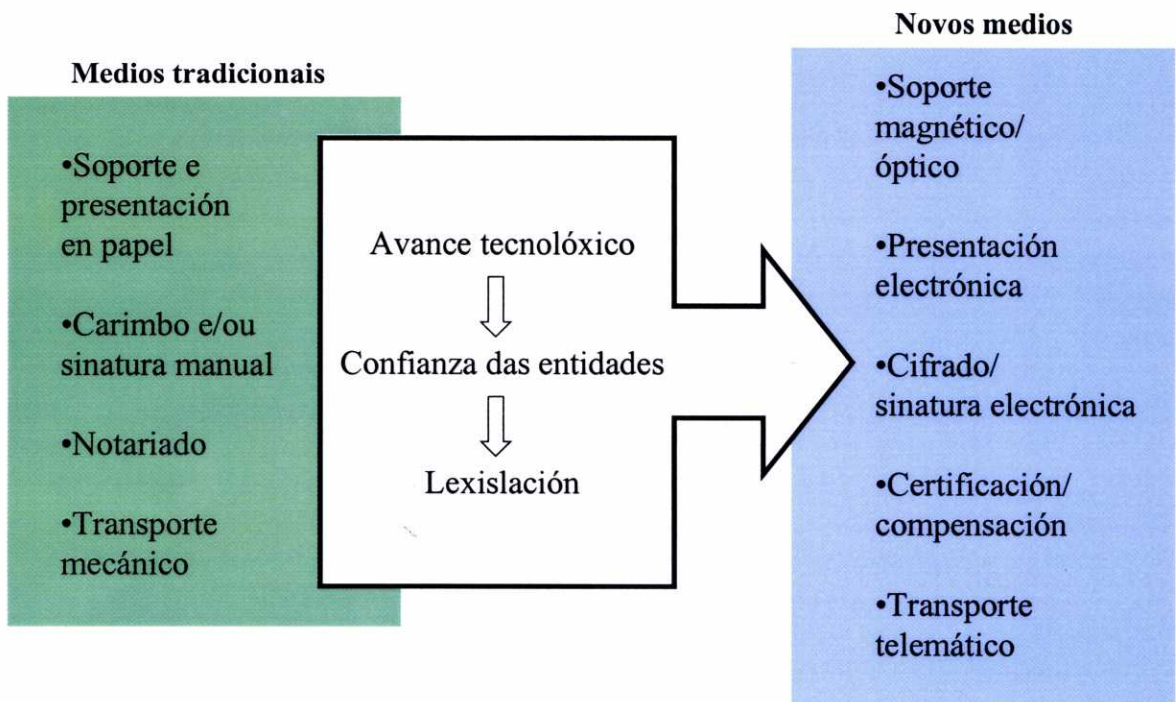 Medios tradicionais
•Soporte e
presentación
en papel
•Carimbo e/ou
sinatura manual
•Notariado
•Transporte
mecánico
Avance tecnolóxico
Confianza das entidades
Lexislación
Novos medios
•Soporte
magnético/
óptico
•Presentación
electrónica
•Cifrado/
sinatura electrónica
•Certificación/
compensación
•Transporte
telemático